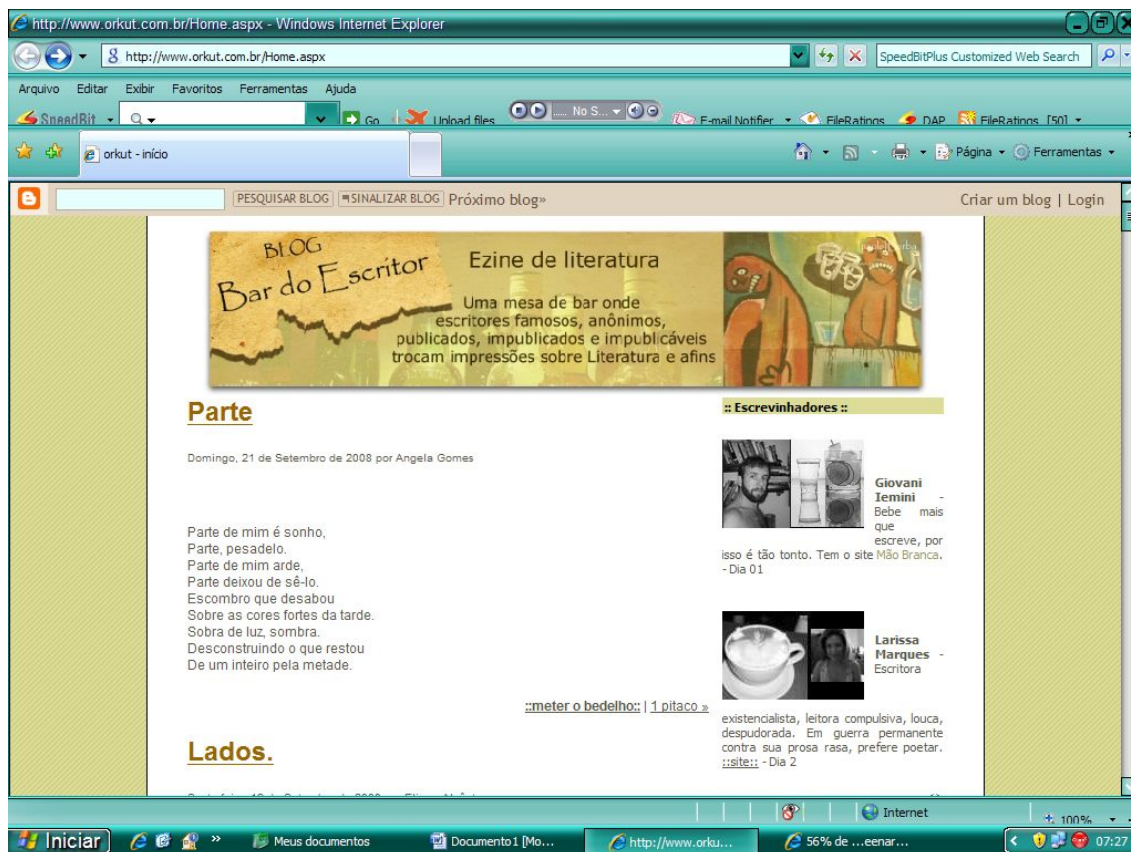 http://www.orkut.com.br/Home.aspx - Windows Internet Explorer
http://www.orkut.com.br/Home.aspx
SpeedBitPlus Customized Web Search
Arquivo Editar Exibir Favoritos Ferramentas Ajuda
SpeedBit Go Upload files ..... No S... E-mail Notifier FileRatings DAP FileRatings [50]
orkut - início
Página Ferramentas
PESQUISAR BLOG SINALIZAR BLOG Próximo blog»
Criar um blog | Login
BLOG
Bar do Escritor
Ezine de literatura
Uma mesa de bar onde
escritores famosos, anônimos,
publicados, impublicados e impublicáveis
trocam impressões sobre Literatura e afins
Parte
Domingo, 21 de Setembro de 2008 por Angela Gomes
Parte de mim é sonho,
Parte, pesadelo.
Parte de mim arde,
Parte deixou de sê-lo.
Escombro que desabou
Sobre as cores fortes da tarde.
Sobra de luz, sombra.
Desconstruindo o que restou
De um inteiro pela metade.
::meter o bedelho:: | 1 pitaco »
Lados.
:: Escrevinhadores ::
Giovani
Iemini -
Bebe mais
que
escreve, por
isso é tão tonto. Tem o site Mão Branca.
- Dia 01
Larissa
Marques -
Escritora
existencialista, leitora compulsiva, louca,
despudorada. Em guerra permanente
contra sua prosa rasa, prefere poetar.
::site:: - Dia 2
Internet
100%
Iniciar
Meus documentos
Documento1 [Mo...
http://www.orku...
56% de ...eenar...
07:27